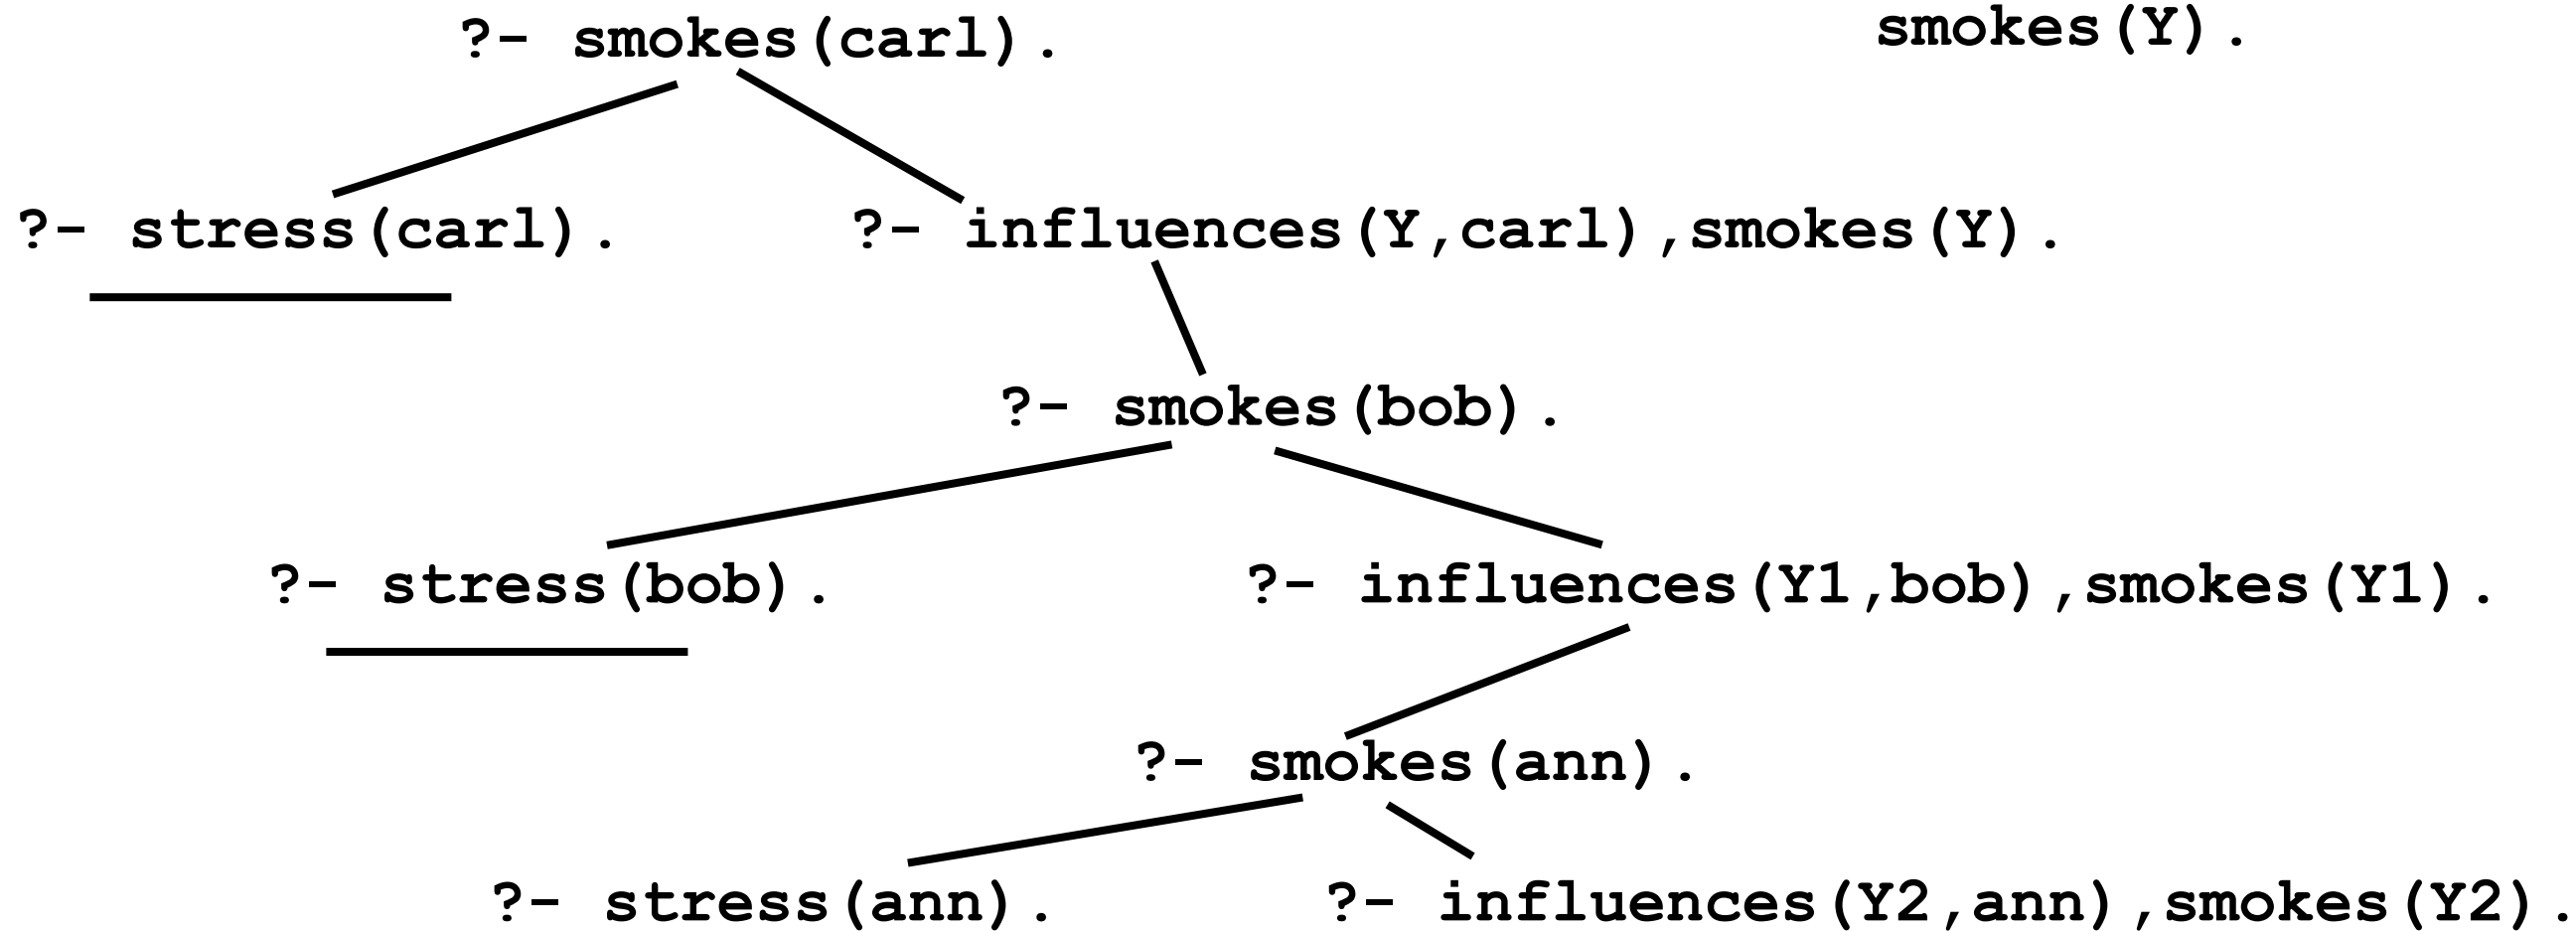 ?- smokes(carl).
smokes(Y).
?- stress(carl).
?- influences(Y,carl),smokes(Y).
?- smokes(bob).
?- stress(bob).
?- influences(Y1,bob),smokes(Y1).
?- smokes(ann).
?- stress(ann).
?- influences(Y2,ann),smokes(Y2).